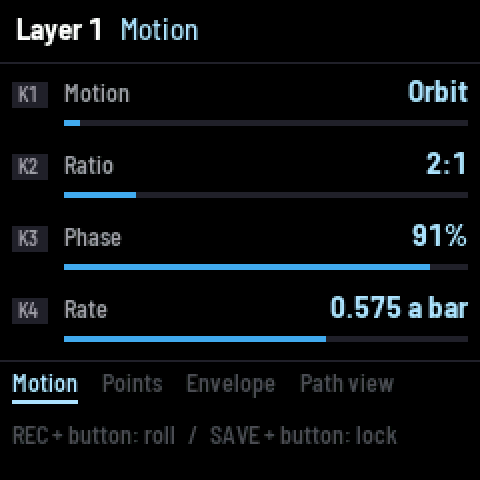 Layer 1 Motion
K1 Motion Orbit
K2 Ratio 2:1
K3 Phase 91%
K4 Rate 0.575 a bar
Motion Points Envelope Path view
REC + button: roll / SAVE + button: lock